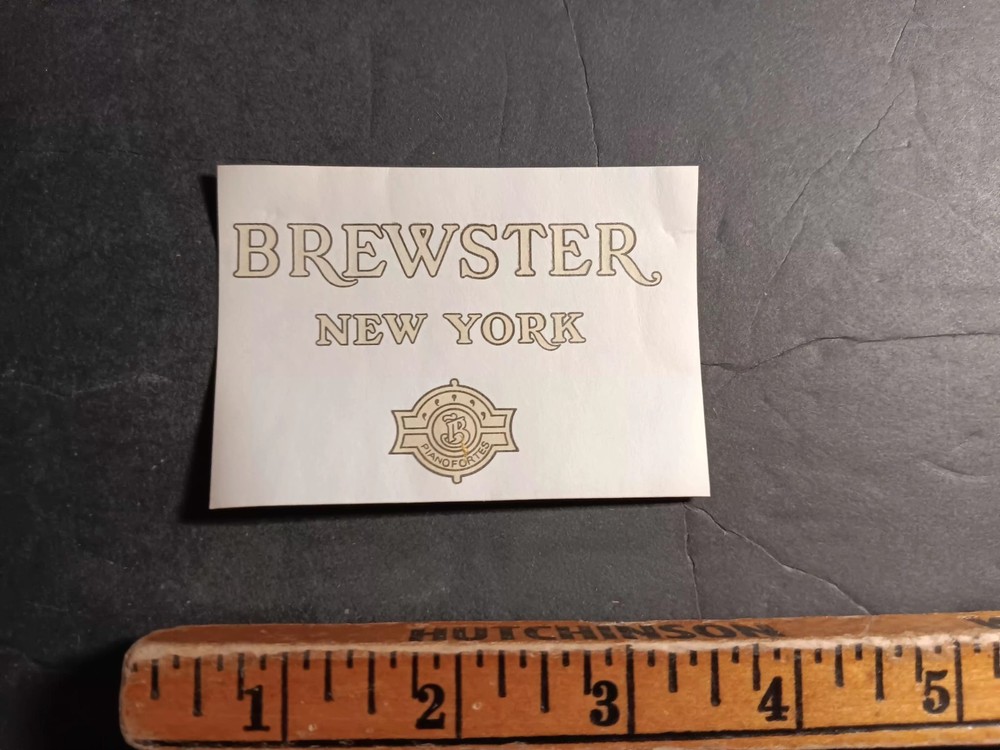 BREWSTER
NEW YORK
B
PIANOFORTES
HUTCHINSON
1 2 3 4 5